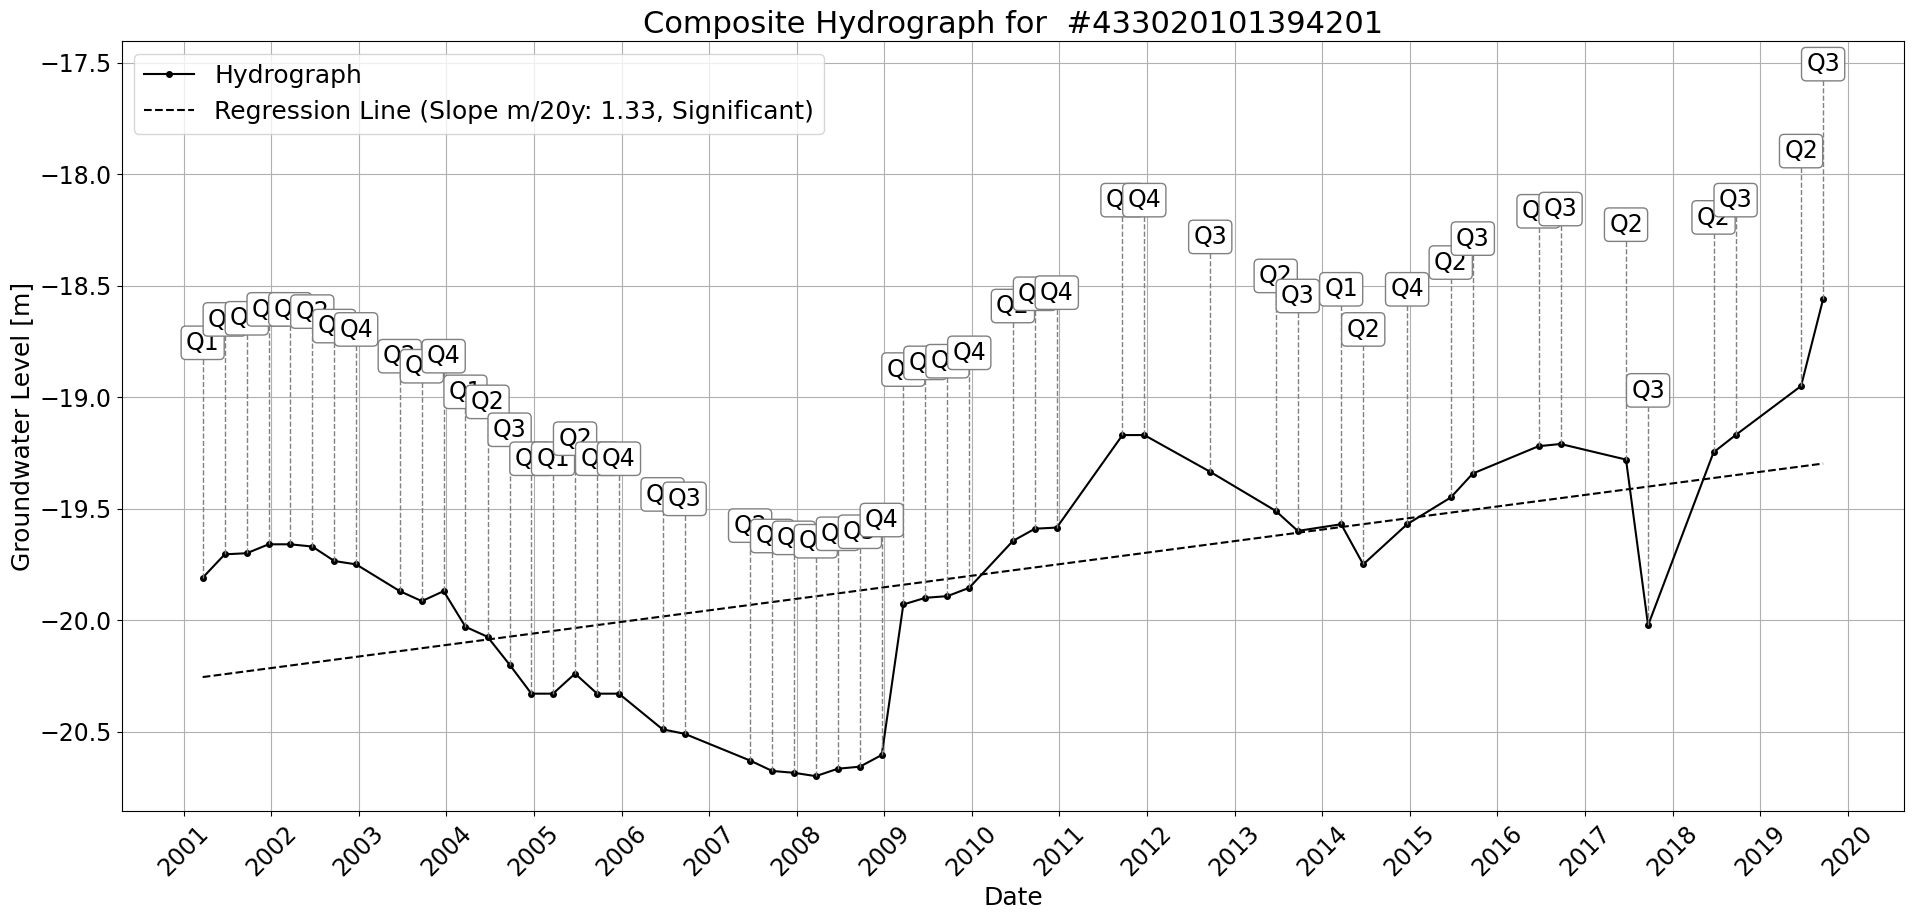 Composite Hydrograph for  #433020101394201
Hydrograph
Regression Line (Slope m/20y: 1.33, Significant)
Groundwater Level [m]
−17.5
−18.0
−18.5
−19.0
−19.5
−20.0
−20.5
Q1
Q4
Q4
Q2
Q3
Q1
Q2
Q4
Q3
Q4
Q4
Q4
Q4
Q3
Q2
Q3
Q1
Q2
Q4
Q2
Q3
Q3
Q2
Q3
Q2
Q3
Q2
Q3
2001
2002
2003
2004
2005
2006
2007
2008
2009
2010
2011
2012
2013
2014
2015
2016
2017
2018
2019
2020
Date